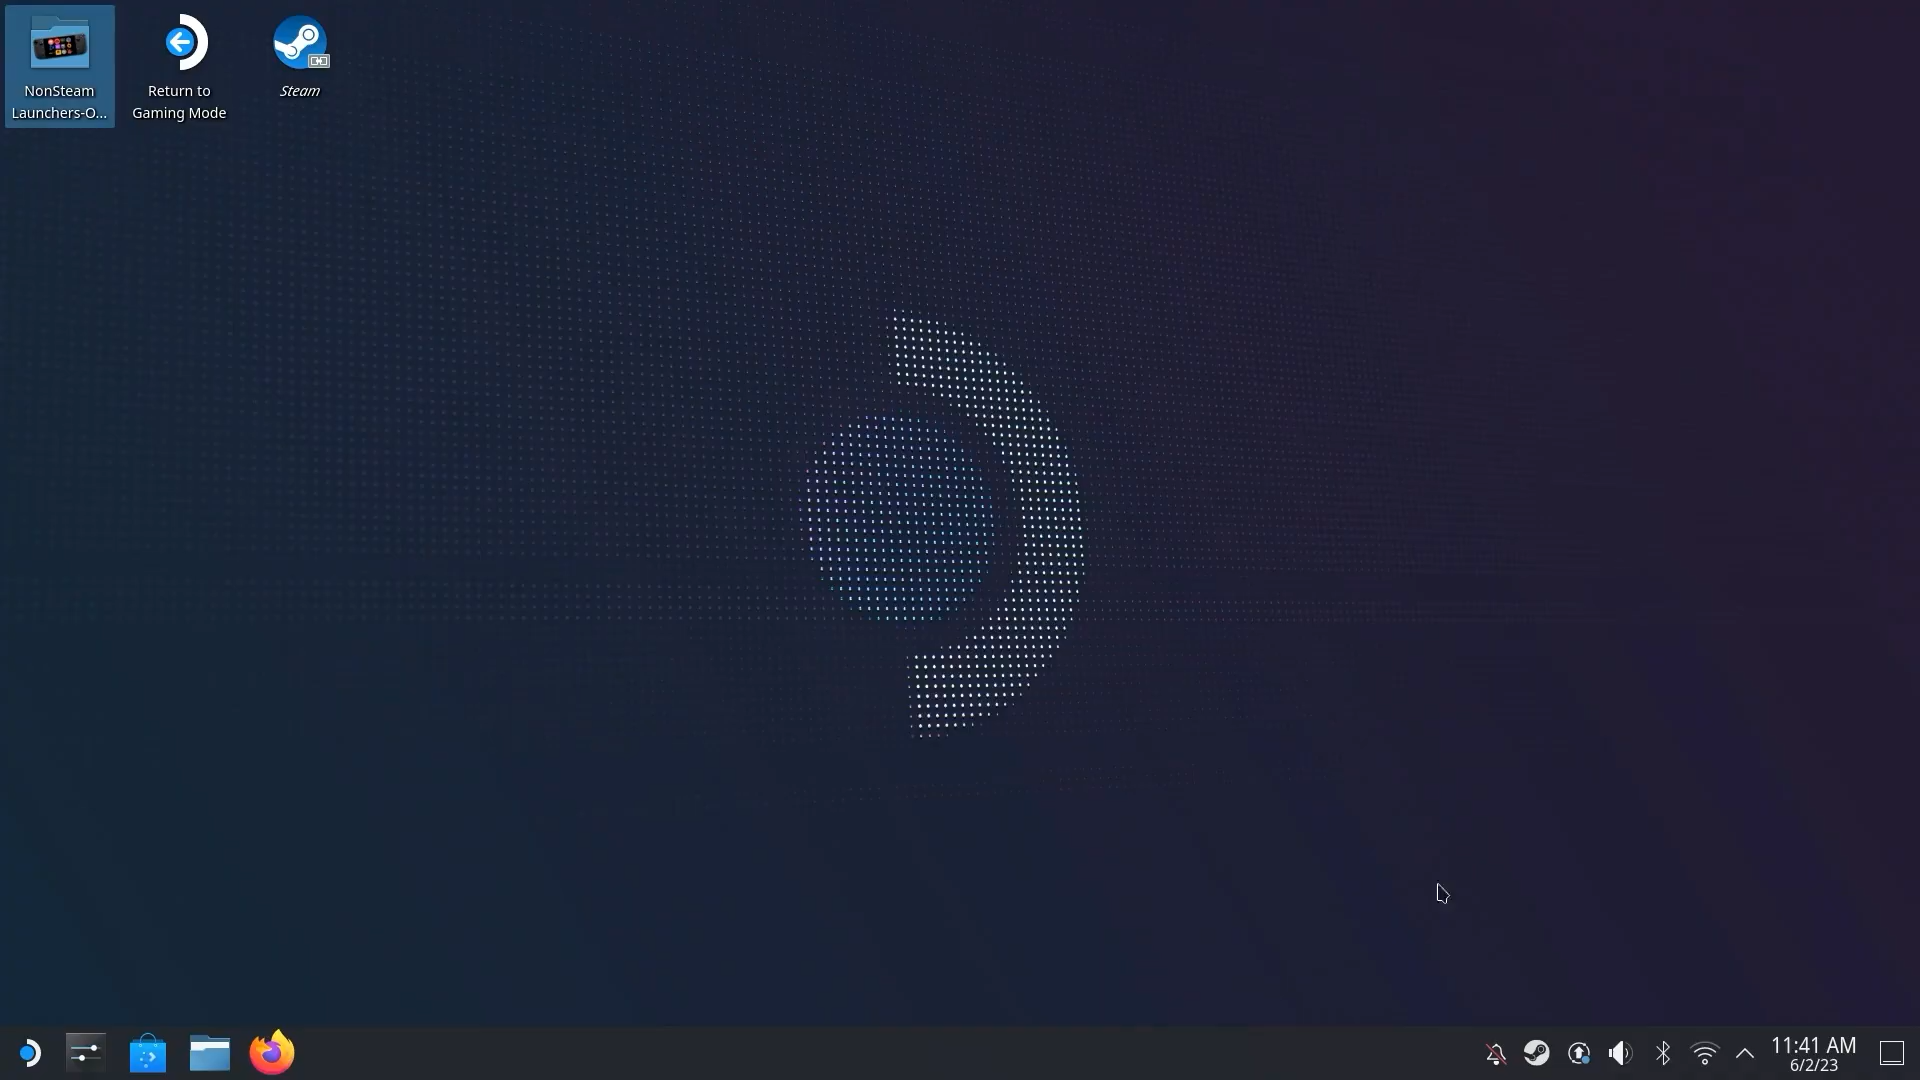 NonSteam
Launchers-O...
Return to
Gaming Mode
Steam
11:41 AM
6/2/23